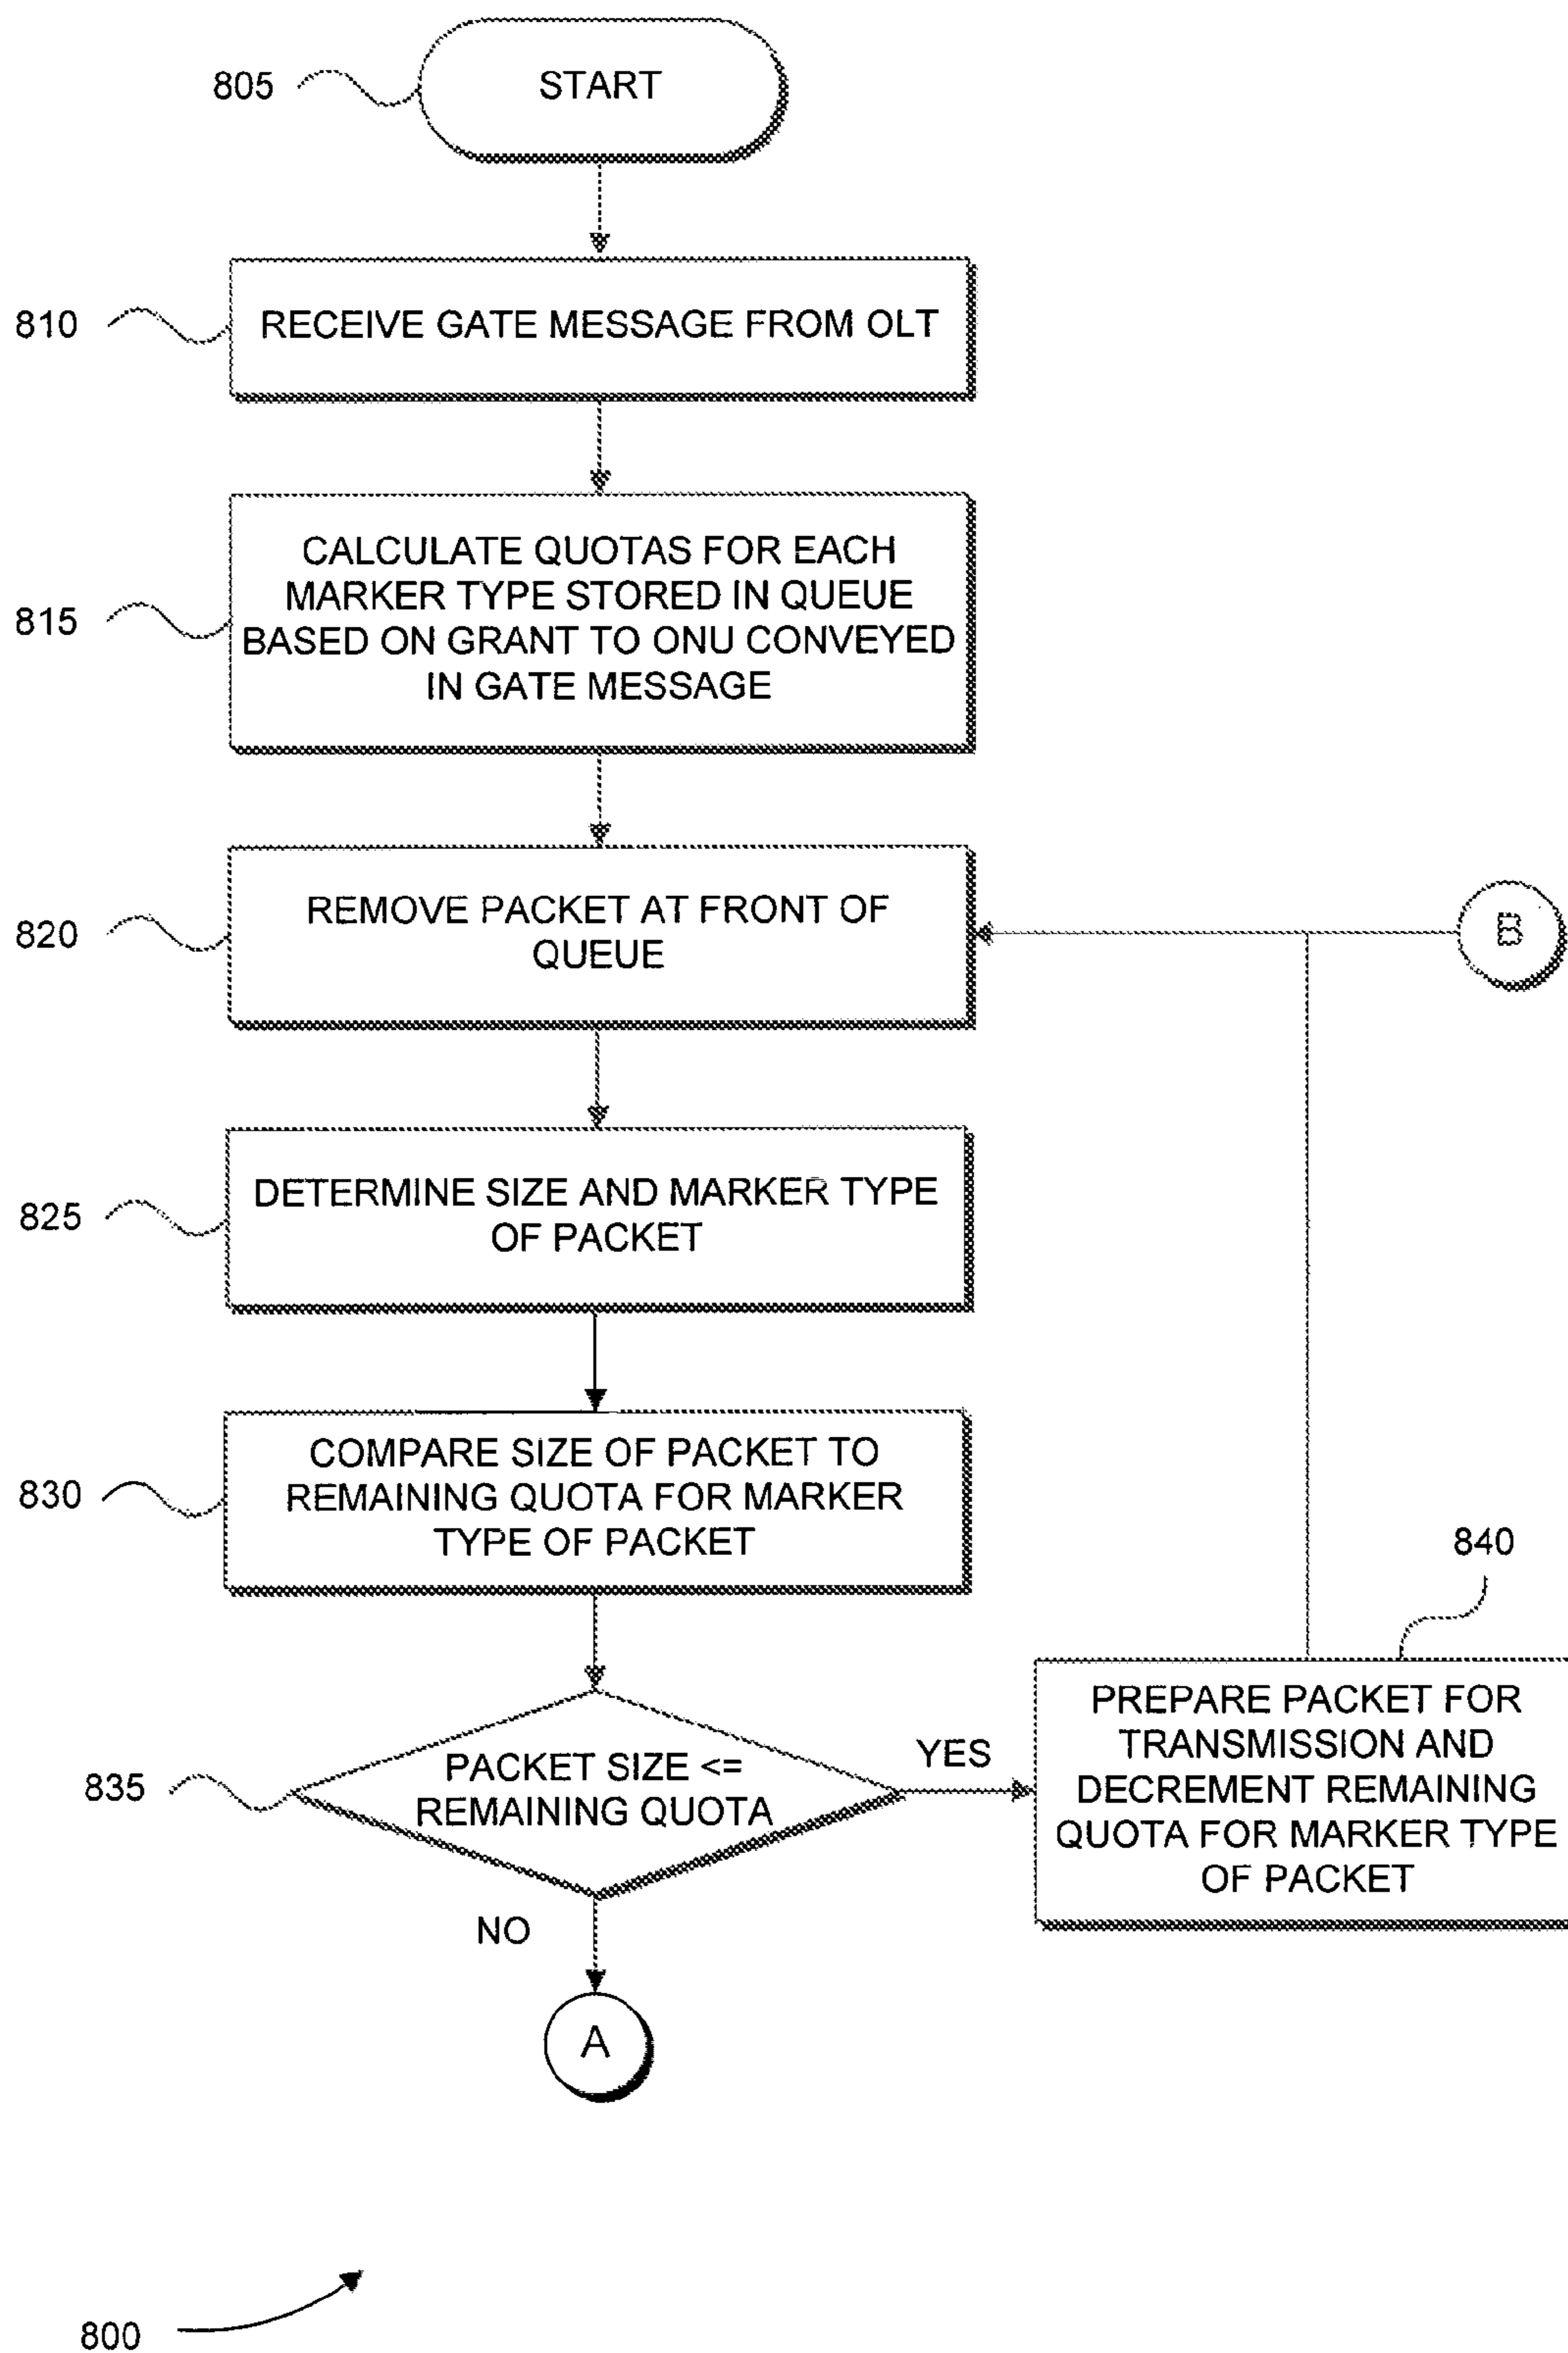 805
START
810
RECEIVE GATE MESSAGE FROM OLT
815
CALCULATE QUOTAS FOR EACH
MARKER TYPE STORED IN QUEUE
BASED ON GRANT TO ONU CONVEYED
IN GATE MESSAGE
820
REMOVE PACKET AT FRONT OF
QUEUE
B
825
DETERMINE SIZE AND MARKER TYPE
OF PACKET
830
COMPARE SIZE OF PACKET TO
REMAINING QUOTA FOR MARKER
TYPE OF PACKET
840
PREPARE PACKET FOR
TRANSMISSION AND
DECREMENT REMAINING
QUOTA FOR MARKER TYPE
OF PACKET
835
PACKET SIZE <=
REMAINING QUOTA
YES
NO
A
800